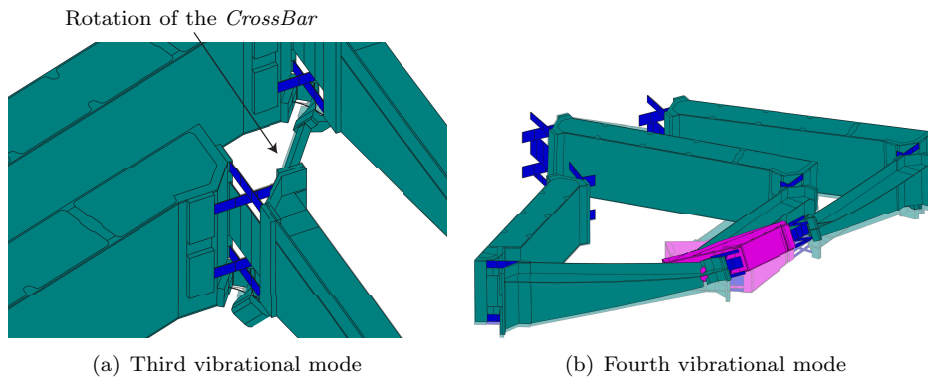 Rotation of the CrossBar
(a) Third vibrational mode
(b) Fourth vibrational mode